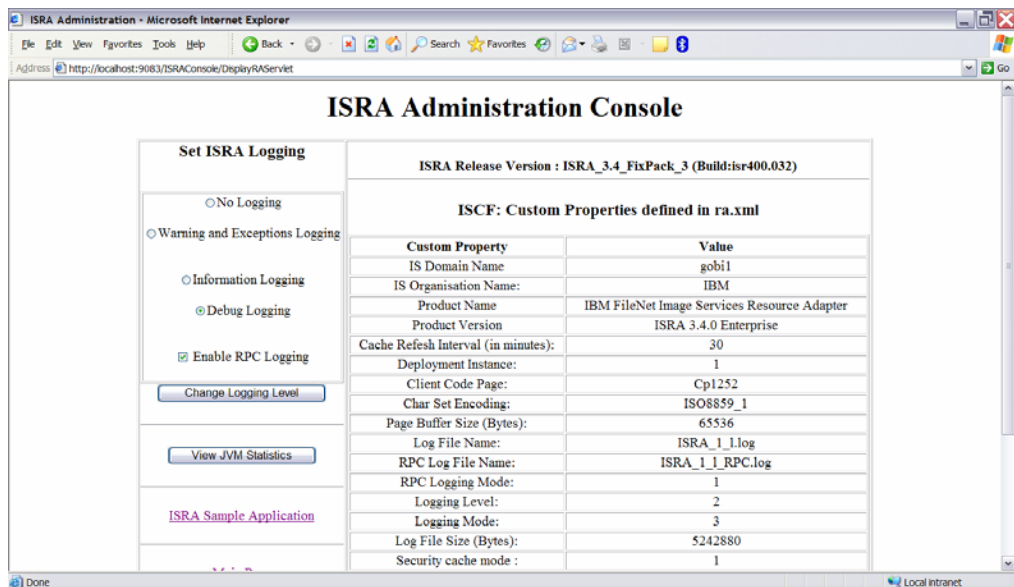 ISRA Administration - Microsoft Internet Explorer
File Edit View Favorites Tools Help Back Search Favorites
Address http://localhost:9083/ISRAConsole/DisplayRAServlet Go
ISRA Administration Console
Set ISRA Logging
No Logging
Warning and Exceptions Logging
Information Logging
Debug Logging
Enable RPC Logging
Change Logging Level
View JVM Statistics
ISRA Sample Application
ISRA Release Version : ISRA_3.4_FixPack_3 (Build:isr400.032)
ISCF: Custom Properties defined in ra.xml
Custom Property Value
IS Domain Name gobi1
IS Organisation Name: IBM
Product Name IBM FileNet Image Services Resource Adapter
Product Version ISRA 3.4.0 Enterprise
Cache Refesh Interval (in minutes): 30
Deployment Instance: 1
Client Code Page: Cp1252
Char Set Encoding: ISO8859_1
Page Buffer Size (Bytes): 65536
Log File Name: ISRA_1_l.log
RPC Log File Name: ISRA_1_l_RPC.log
RPC Logging Mode: 1
Logging Level: 2
Logging Mode: 3
Log File Size (Bytes): 5242880
Security cache mode : 1
Done Local intranet